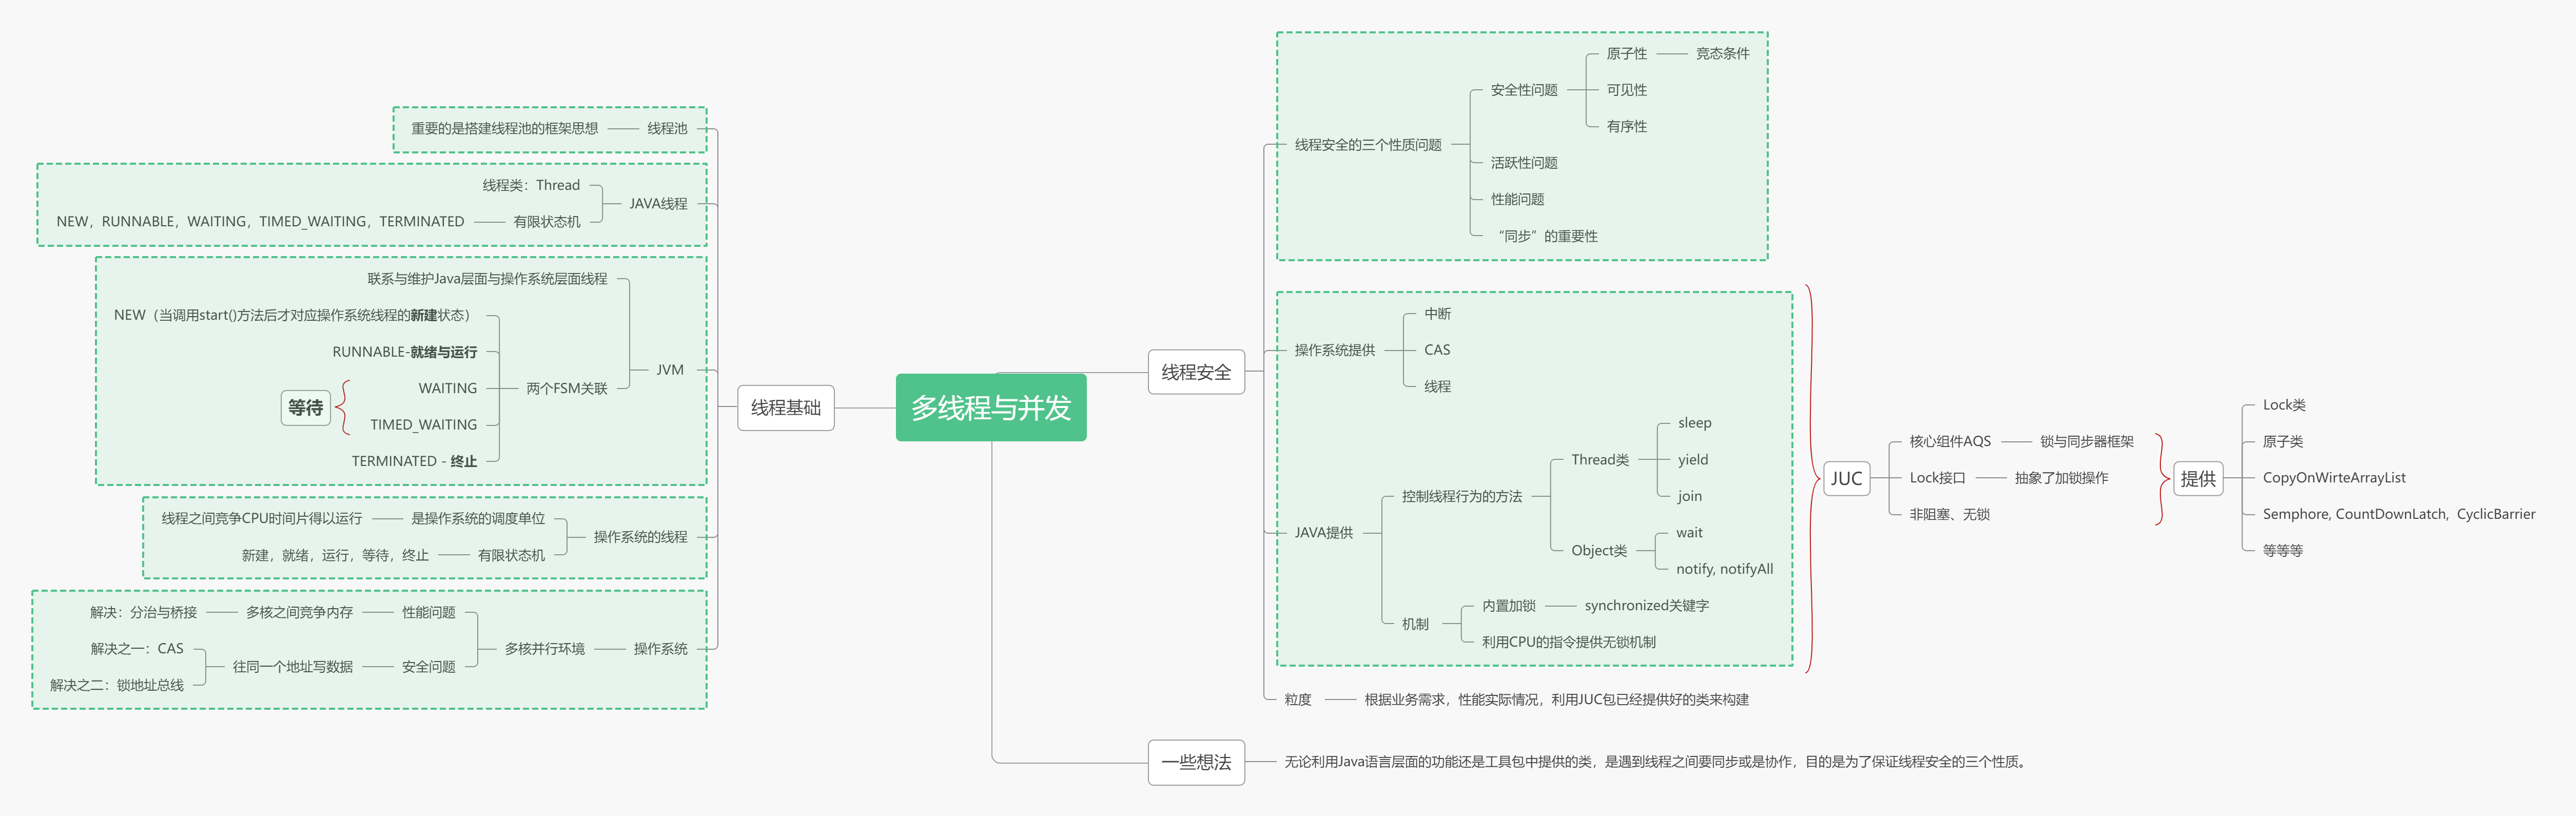 多线程与并发
线程基础
重要的是搭建线程池的框架思想
线程池
线程类：Thread
NEW，RUNNABLE，WAITING，TIMED_WAITING，TERMINATED
有限状态机
JAVA线程
联系与维护Java层面与操作系统层面线程
NEW（当调用start()方法后才对应操作系统线程的新建状态）
RUNNABLE-就绪与运行
WAITING
TIMED_WAITING
等待
TERMINATED - 终止
两个FSM关联
JVM
线程之间竞争CPU时间片得以运行
是操作系统的调度单位
新建，就绪，运行，等待，终止
有限状态机
操作系统的线程
解决：分治与桥接
多核之间竞争内存
性能问题
解决之一：CAS
解决之二：锁地址总线
往同一个地址写数据
安全问题
多核并行环境
操作系统
线程安全
线程安全的三个性质问题
安全性问题
原子性
竞态条件
可见性
有序性
活跃性问题
性能问题
“同步”的重要性
操作系统提供
中断
CAS
线程
JAVA提供
控制线程行为的方法
Thread类
sleep
yield
join
Object类
wait
notify, notifyAll
机制
内置加锁
synchronized关键字
利用CPU的指令提供无锁机制
JUC
核心组件AQS
锁与同步器框架
Lock接口
抽象了加锁操作
非阻塞、无锁
提供
Lock类
原子类
CopyOnWirteArrayList
Semphore, CountDownLatch, CyclicBarrier
等等等
粒度
根据业务需求，性能实际情况，利用JUC包已经提供好的类来构建
一些想法
无论利用Java语言层面的功能还是工具包中提供的类，是遇到线程之间要同步或是协作，目的是为了保证线程安全的三个性质。